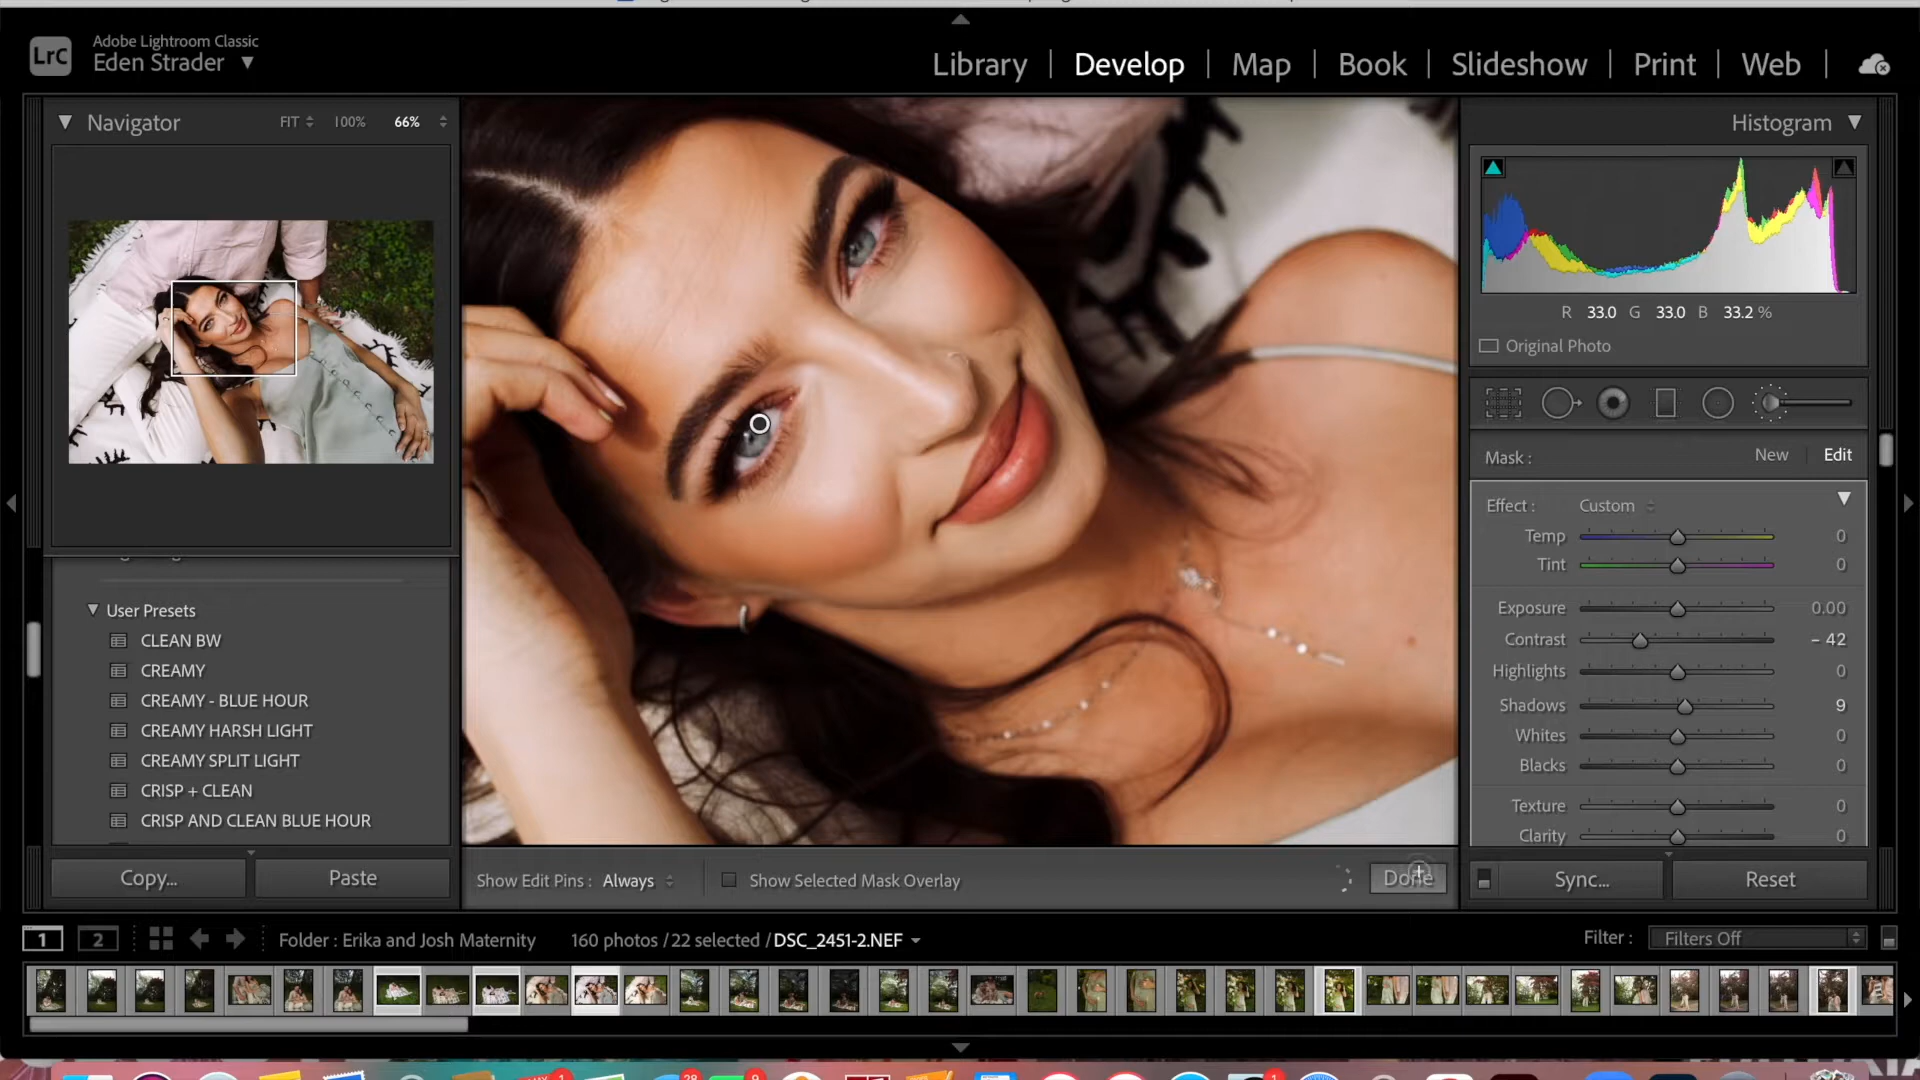 LrC
Adobe Lightroom Classic
Eden Strader
Library | Develop | Map | Book | Slideshow | Print | Web |
Navigator FIT 100% 66%
Histogram
R 33.0 G 33.0 B 33.2 %
Original Photo
Mask : New Edit
Effect : Custom
Temp 0
Tint 0
Exposure 0.00
Contrast – 42
Highlights 0
Shadows 9
Whites 0
Blacks 0
Texture 0
Clarity 0
User Presets
CLEAN BW
CREAMY
CREAMY - BLUE HOUR
CREAMY HARSH LIGHT
CREAMY SPLIT LIGHT
CRISP + CLEAN
CRISP AND CLEAN BLUE HOUR
Copy... Paste
Show Edit Pins : Always Show Selected Mask Overlay Done
Sync... Reset
1 2 Folder : Erika and Josh Maternity 160 photos / 22 selected / DSC_2451-2.NEF
Filter : Filters Off
28 9 1